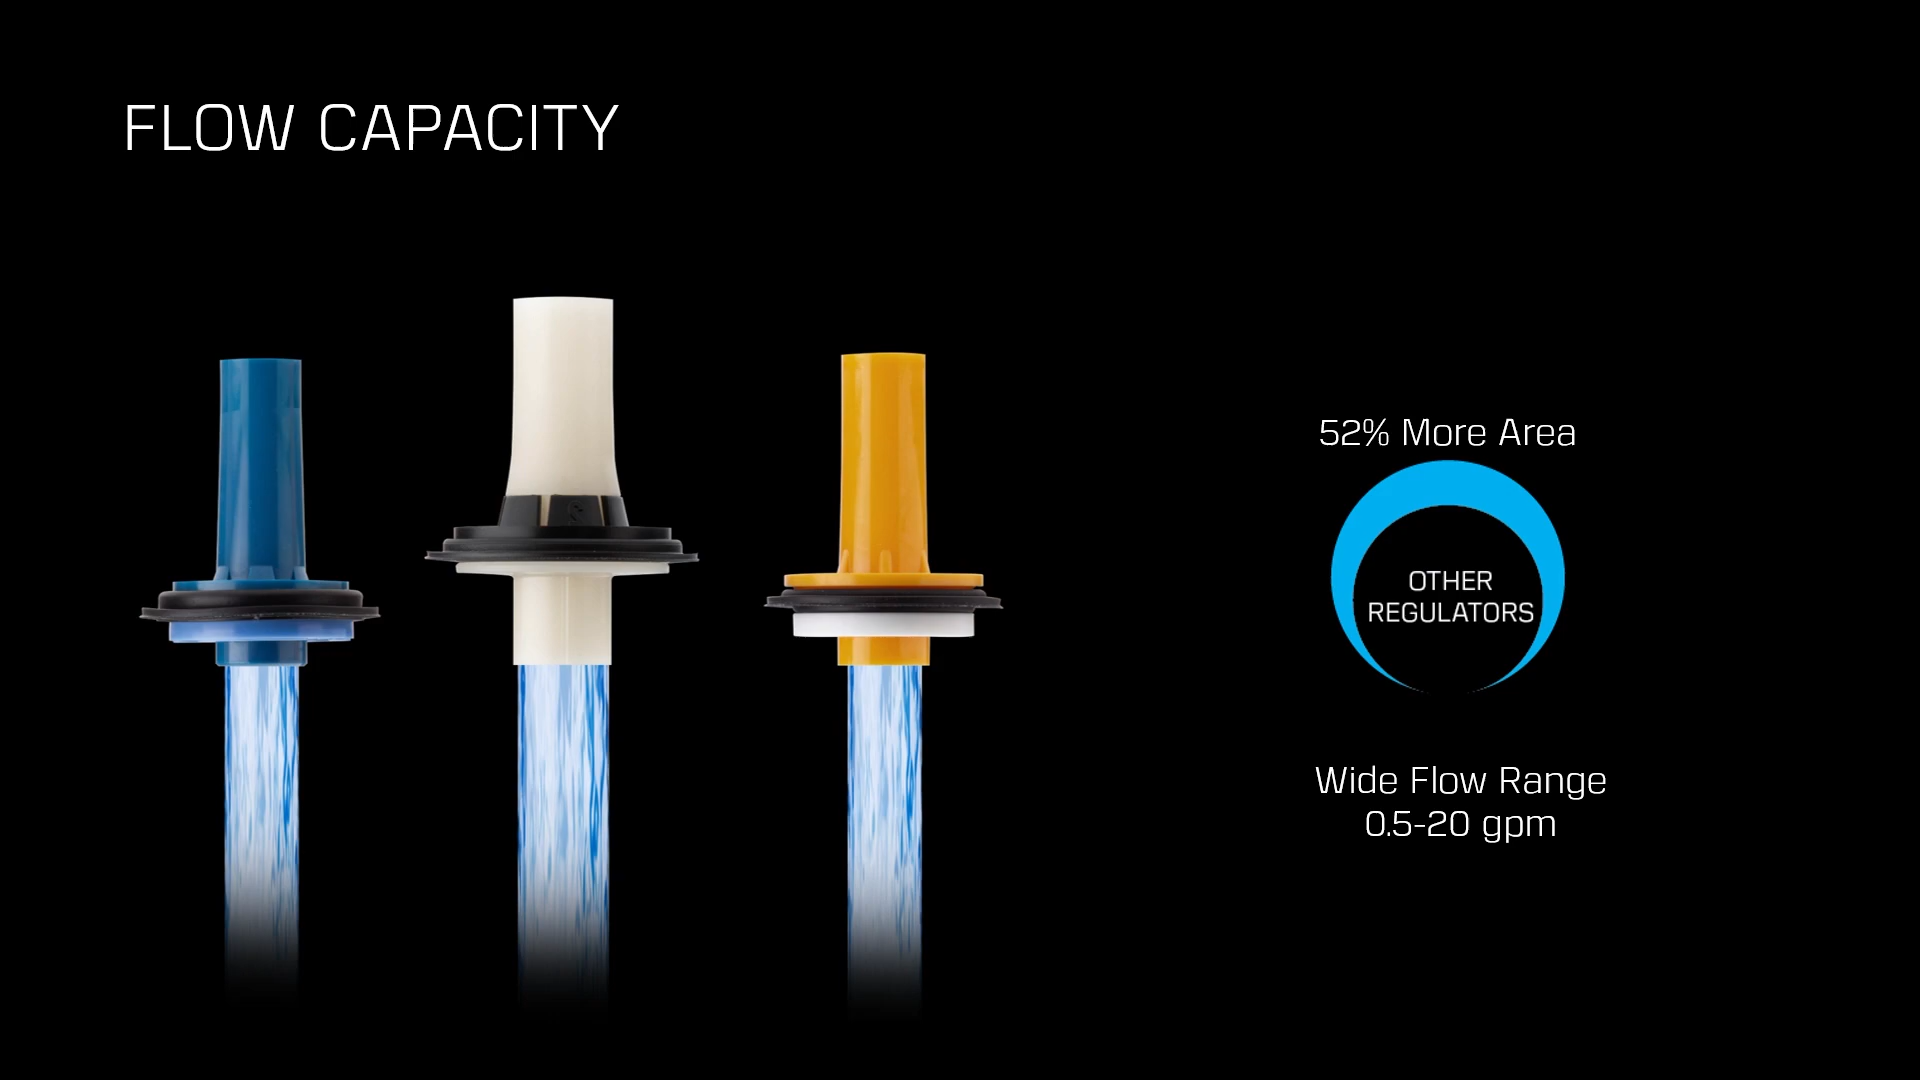 FLOW CAPACITY
52% More Area
OTHER
REGULATORS
Wide Flow Range
0.5-20 gpm